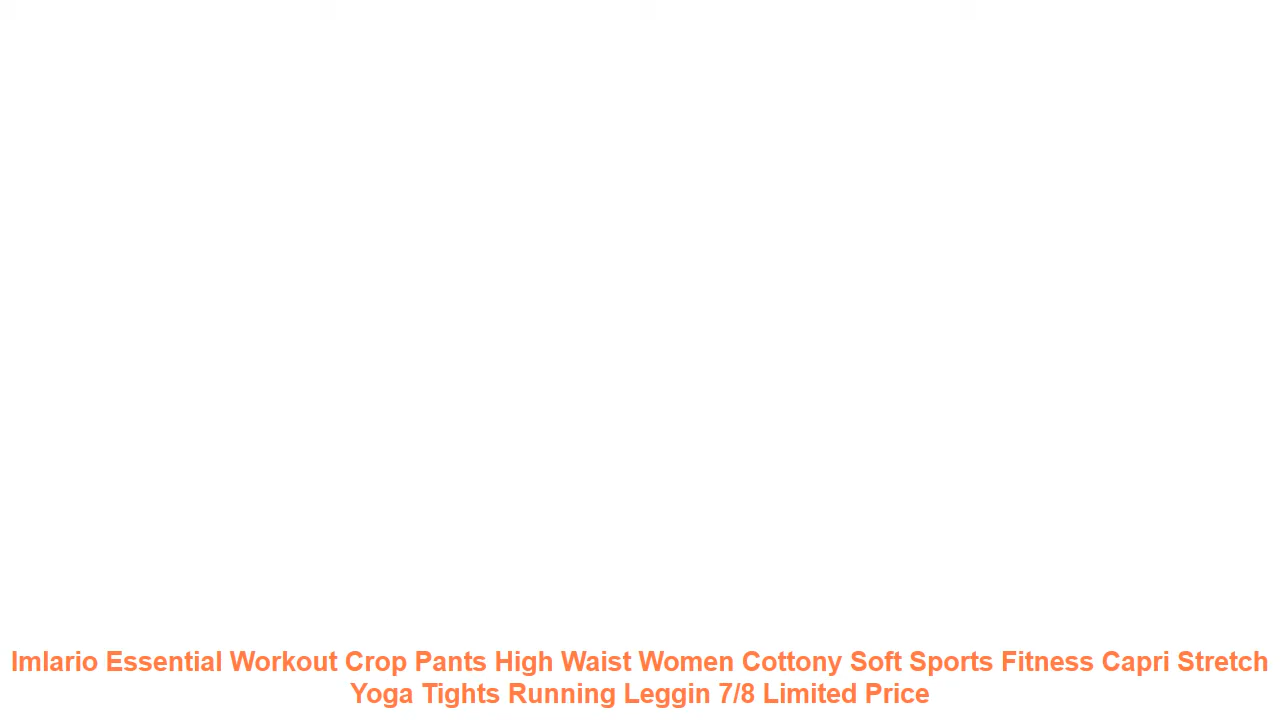 Imlario Essential Workout Crop Pants High Waist Women Cottony Soft Sports Fitness Capri Stretch
Yoga Tights Running Leggin 7/8 Limited Price